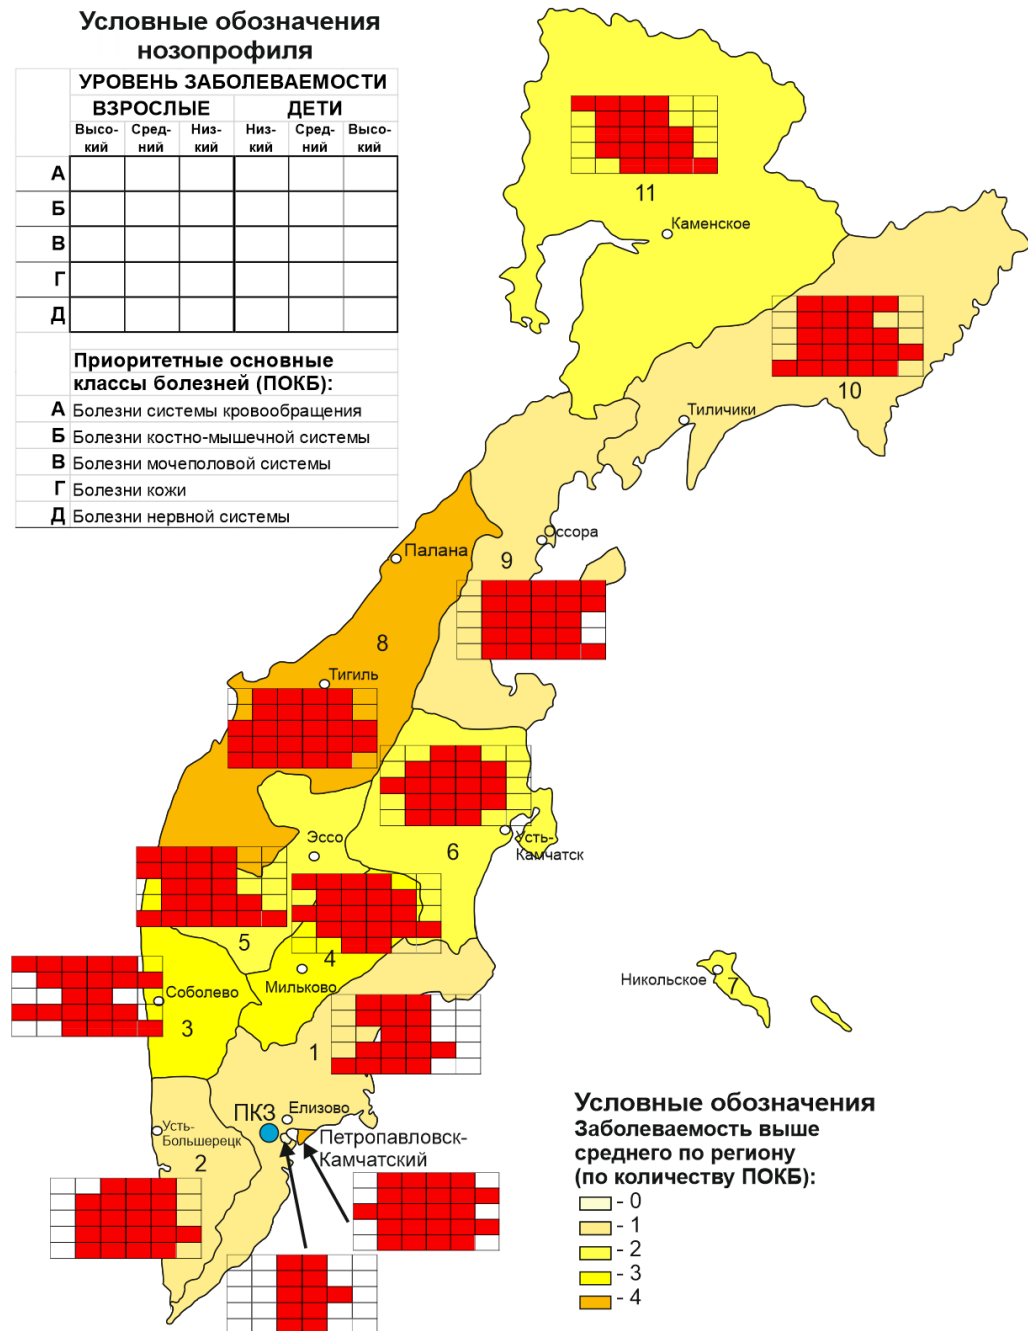 Условные обозначения
нозопрофиля
УРОВЕНЬ ЗАБОЛЕВАЕМОСТИ
ВЗРОСЛЫЕ ДЕТИ
Высо-
кий
Сред-
ний
Низ-
кий
Низ-
кий
Сред-
ний
Высо-
кий
А
Б
В
Г
Д
Приоритетные основные
классы болезней (ПОКБ):
А Болезни системы кровообращения
Б Болезни костно-мышечной системы
В Болезни мочеполовой системы
Г Болезни кожи
Д Болезни нервной системы
11
Каменское
10
Тиличики
Оссора
9
Палана
8
Тигиль
Эссо
6
Усть-
Камчатск
5
4
Мильково
Никольское
7
Соболево
3
1
ПКЗ
Елизово
Усть-
Большерецк
2
Петропавловск-
Камчатский
Условные обозначения
Заболеваемость выше
среднего по региону
(по количеству ПОКБ):
- 0
- 1
- 2
- 3
- 4